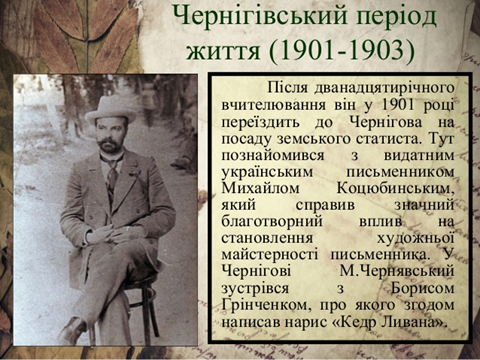 Чернігівський період
життя (1901-1903)
Після дванадцятирічного
вчителювання він у 1901 році
переїздить до Чернігова на
посаду земського статиста. Тут
познайомився з видатним
українським письменником
Михайлом Коцюбинським,
який справив значний
благотворний вплив на
становлення художньої
майстерності письменника. У
Чернігові М.Чернявський
зустрівся з Борисом
Грінченком, про якого згодом
написав нарис «Кедр Ливана».